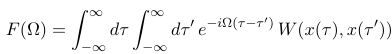 F(Ω) = ∫_{-∞}^{∞} dτ ∫_{-∞}^{∞} dτ′ e^{-iΩ(τ-τ′)} W(x(τ), x(τ′))